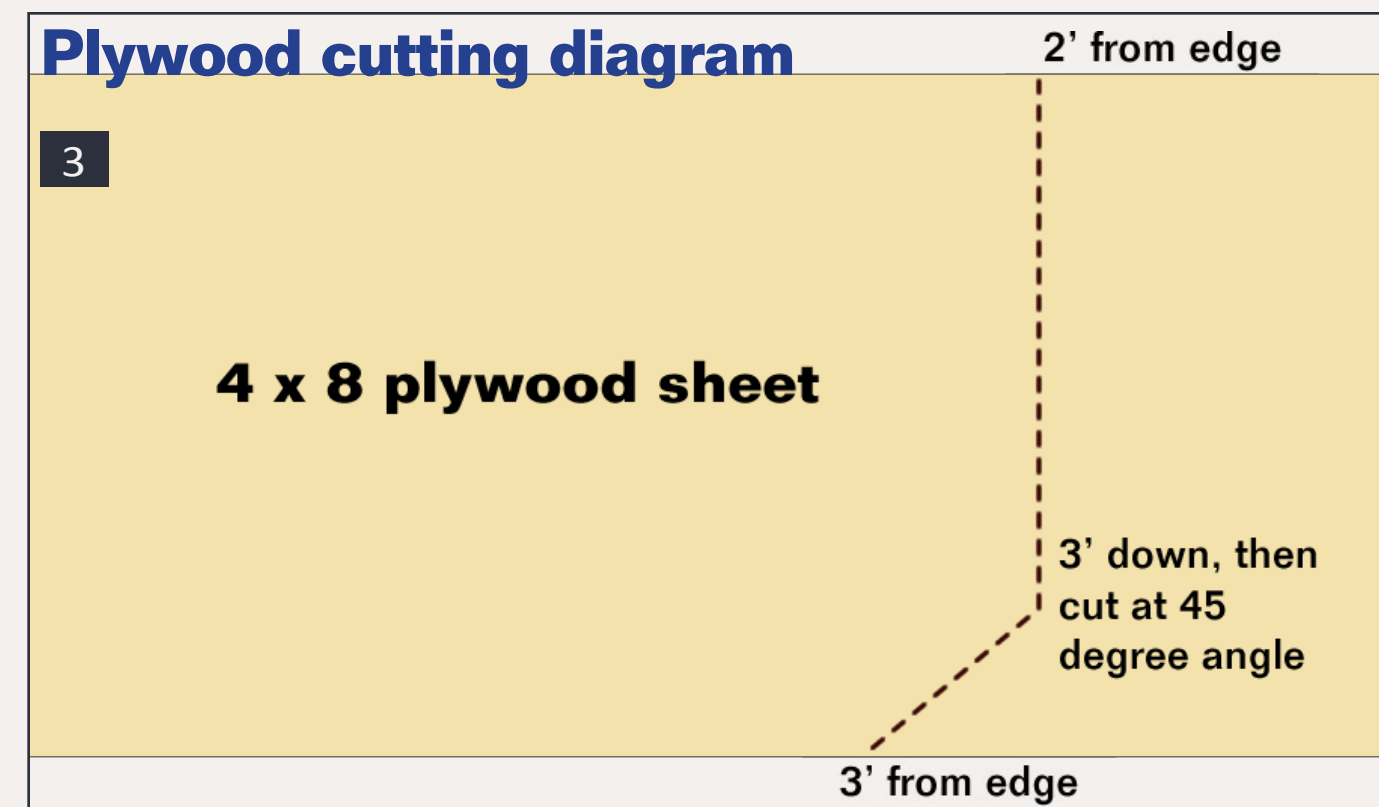 Plywood cutting diagram
2’ from edge
3
4 x 8 plywood sheet
3’ down, then
cut at 45
degree angle
3’ from edge